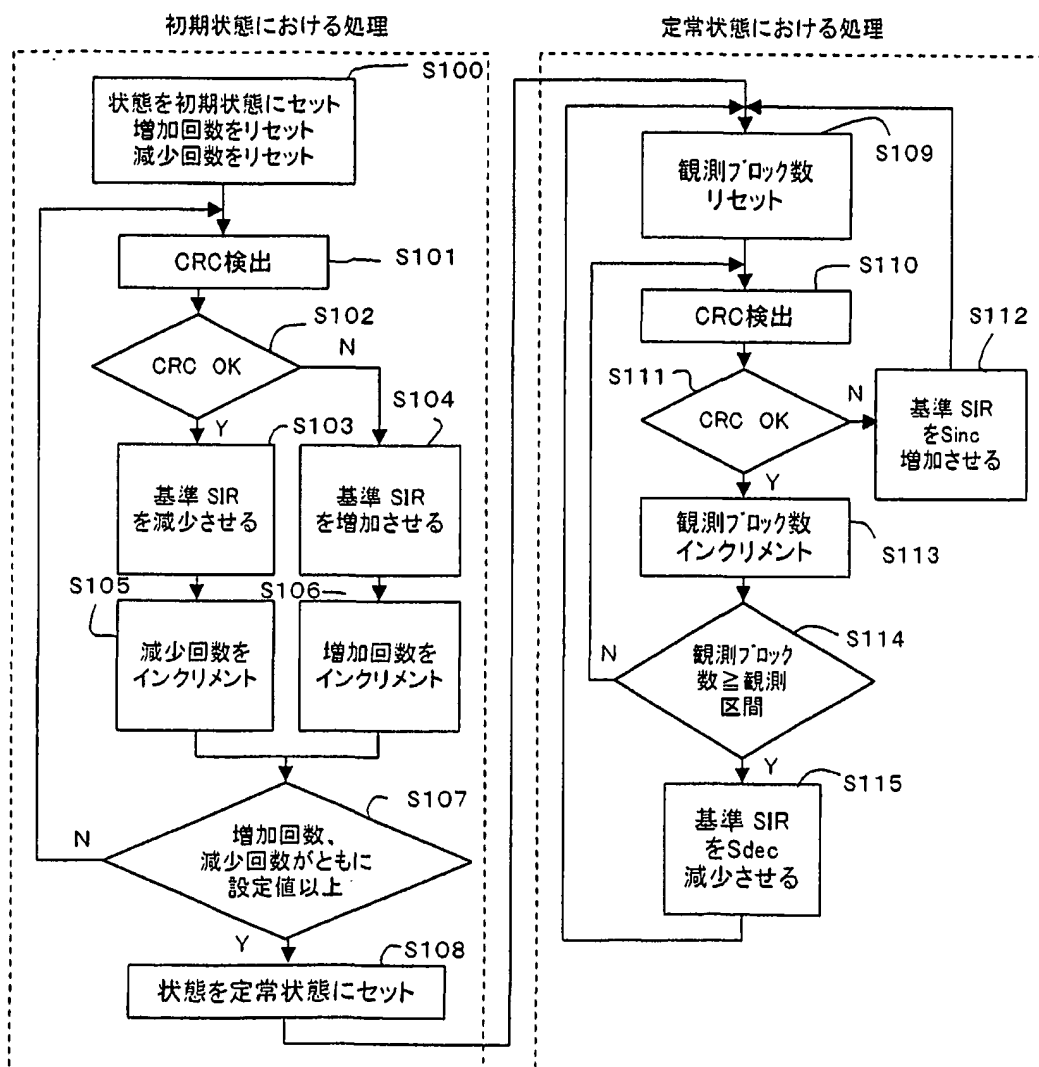 初期状態における処理
S100
状態を初期状態にセット
増加回数をリセット
減少回数をリセット
CRC検出
S101
S102
CRC OK
N
Y
S103
S104
基準 SIR
を減少させる
基準 SIR
を増加させる
S105
S106
減少回数を
インクリメント
増加回数を
インクリメント
S107
N
増加回数、
減少回数がともに
設定値以上
Y
S108
状態を定常状態にセット
定常状態における処理
S109
観測ブロック数
リセット
S110
CRC検出
S111
CRC OK
N
S112
基準 SIR
をSinc
増加させる
Y
観測ブロック数
インクリメント
S113
S114
N
観測ブロック
数≧観測
区間
Y
S115
基準 SIR
をSdec
減少させる